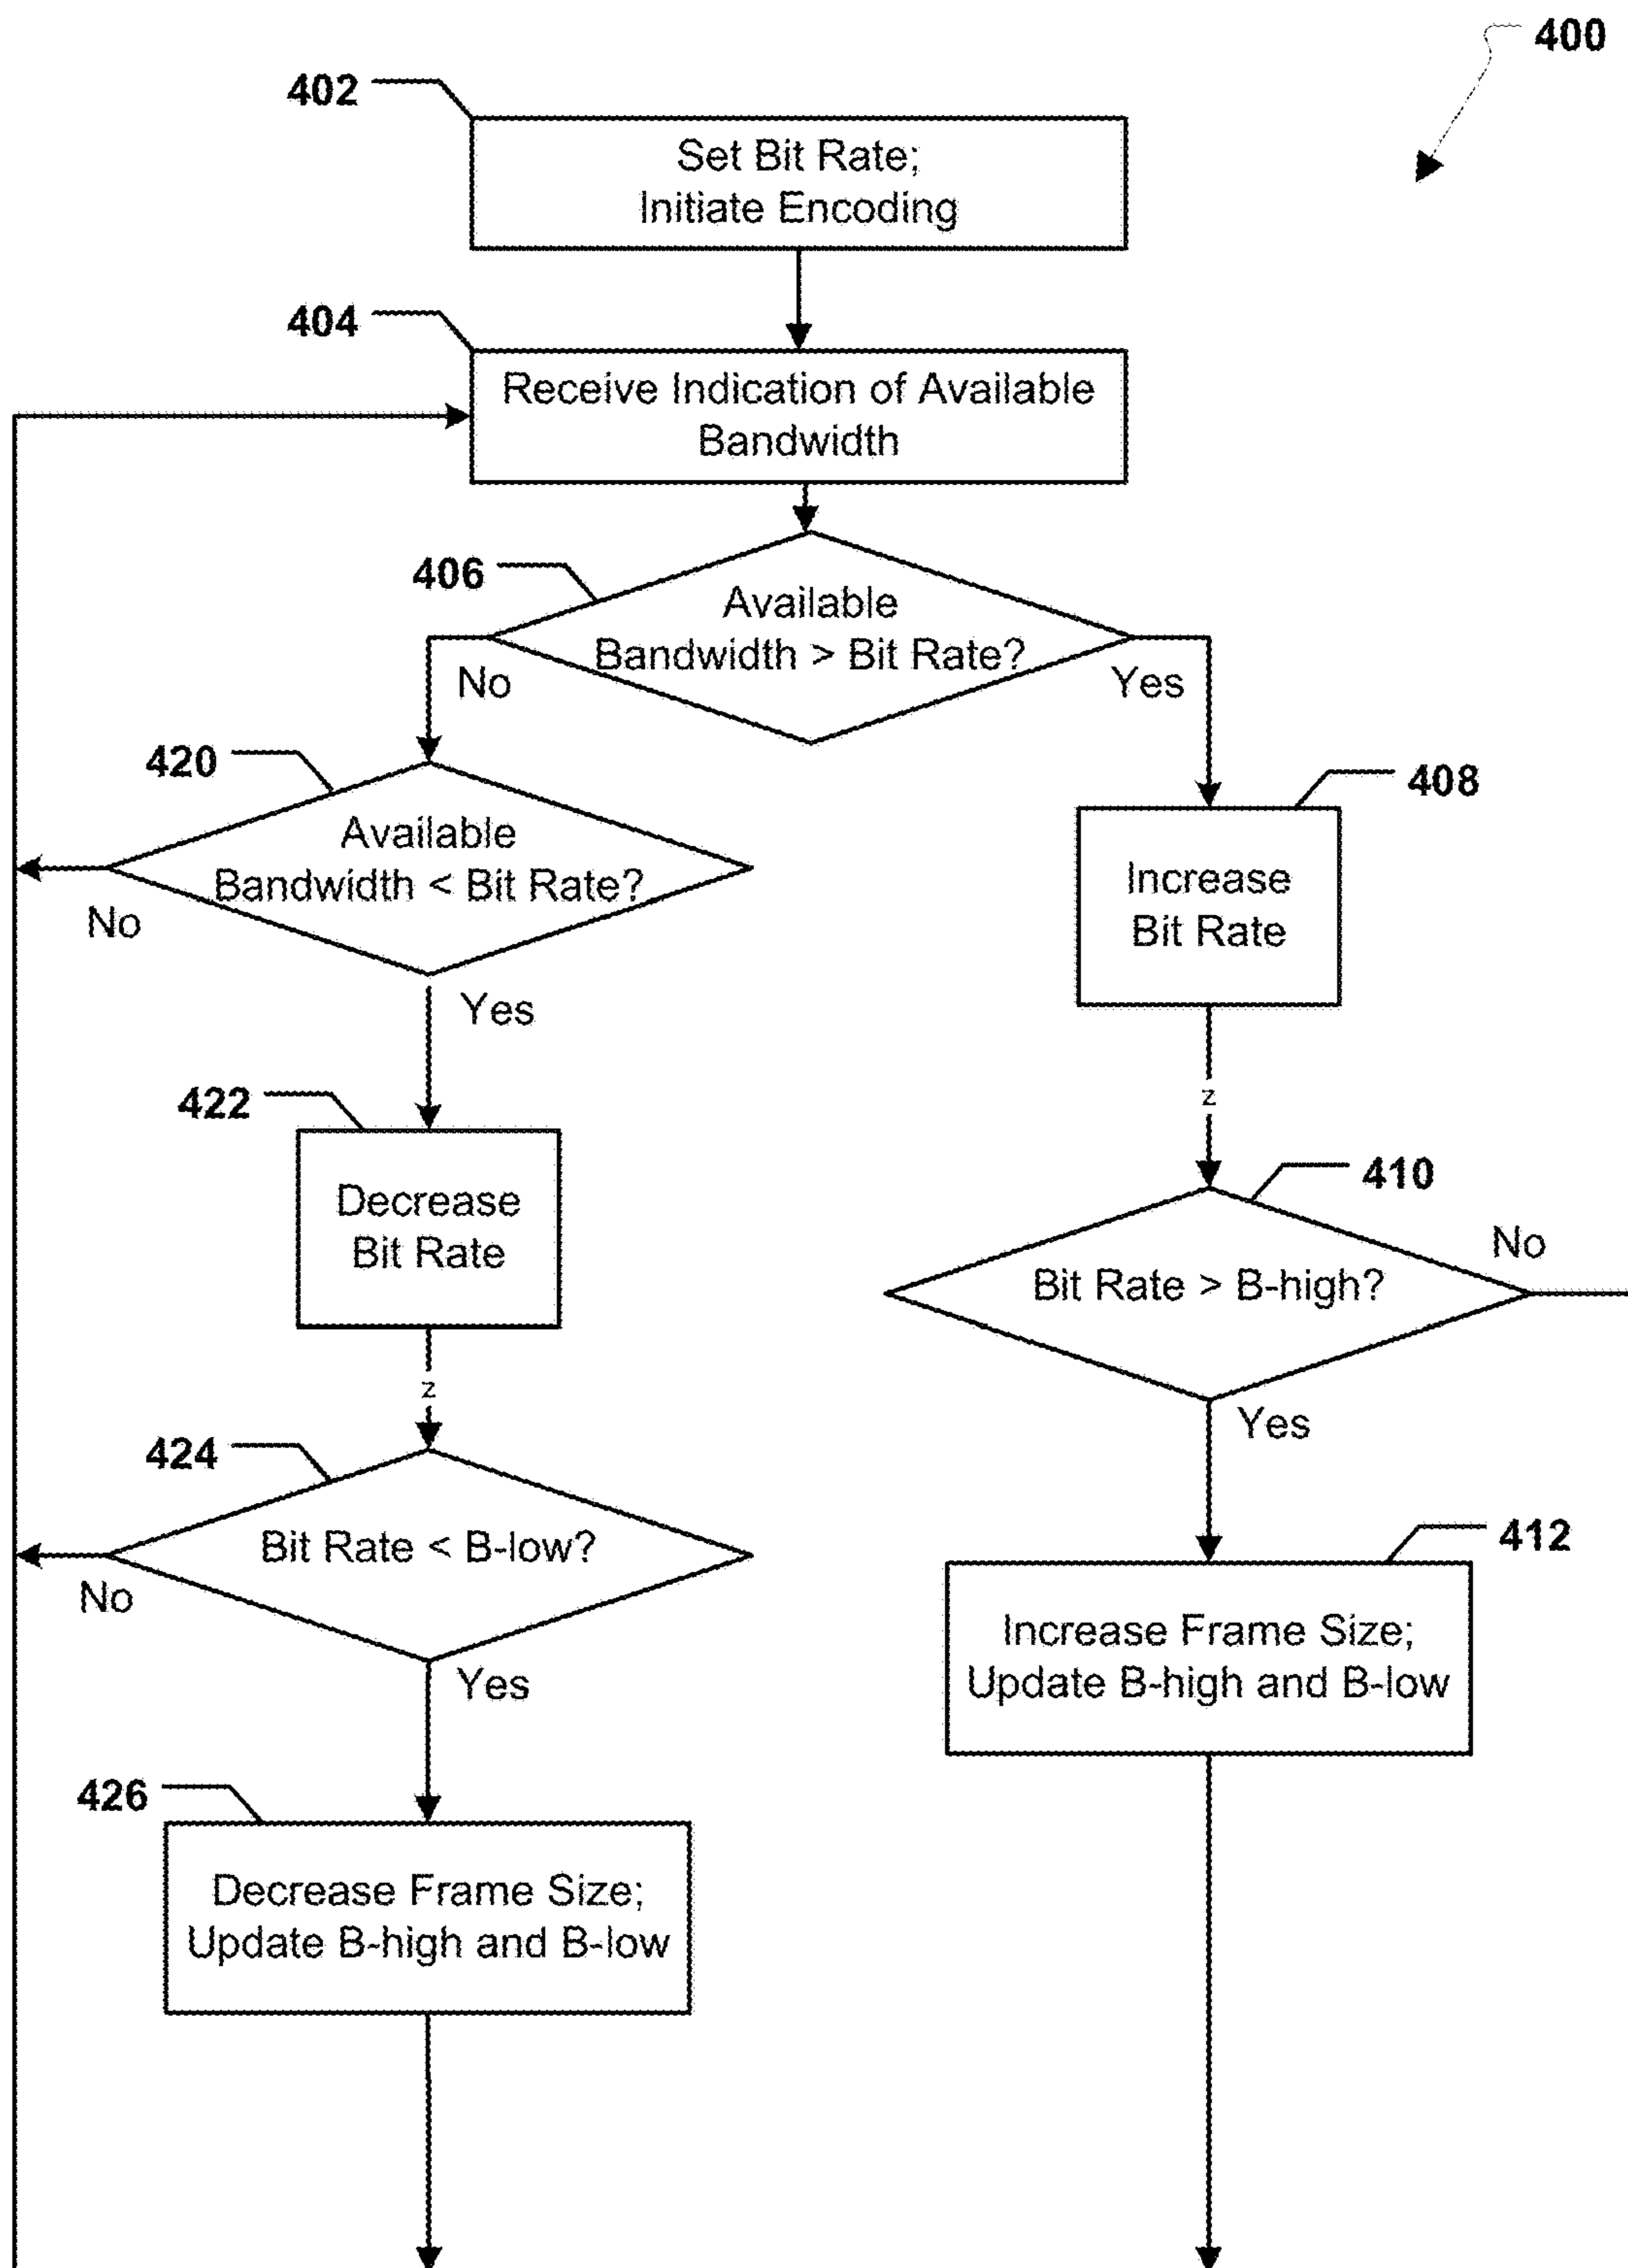 400
402
Set Bit Rate;
Initiate Encoding
404
Receive Indication of Available
Bandwidth
406
Available
Bandwidth > Bit Rate?
No
Yes
420
Available
Bandwidth < Bit Rate?
No
Yes
408
Increase
Bit Rate
z
422
Decrease
Bit Rate
z
410
Bit Rate > B-high?
No
Yes
424
Bit Rate < B-low?
No
Yes
412
Increase Frame Size;
Update B-high and B-low
426
Decrease Frame Size;
Update B-high and B-low